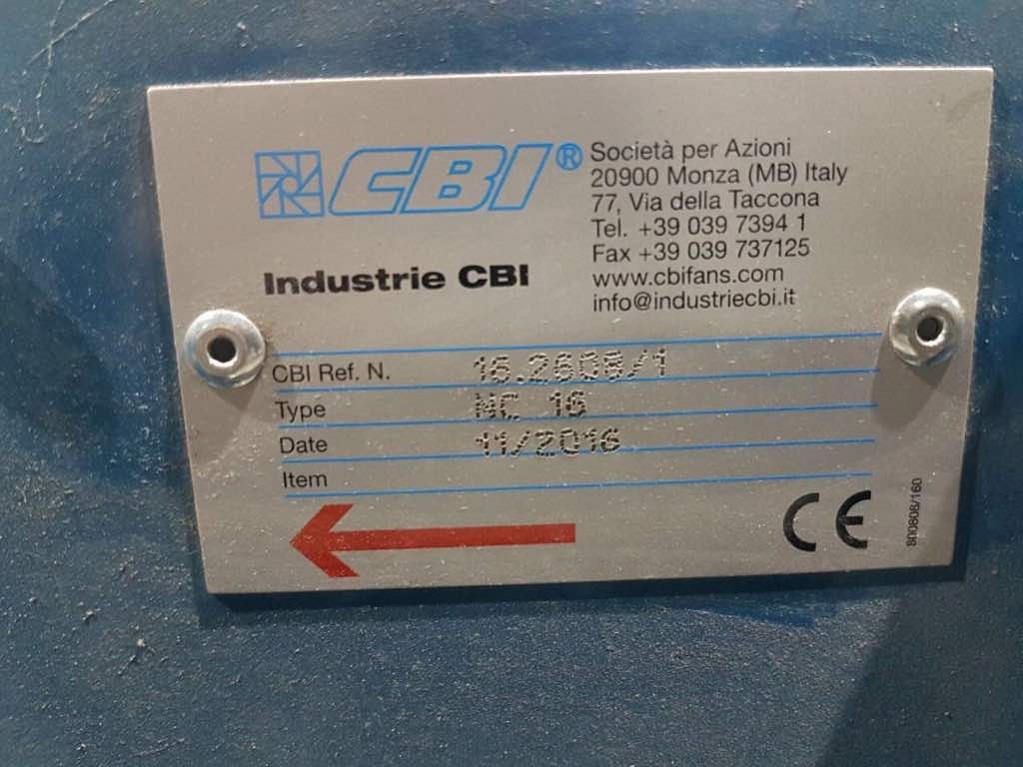 CBI®
Industrie CBI
Società per Azioni
20900 Monza (MB) Italy
77, Via della Taccona
Tel. +39 039 7394 1
Fax +39 039 737125
www.cbifans.com
info@industriecbi.it
CBI Ref. N. 16.2608/1
Type NC 16
Date 11/2016
Item
CE
800808/160